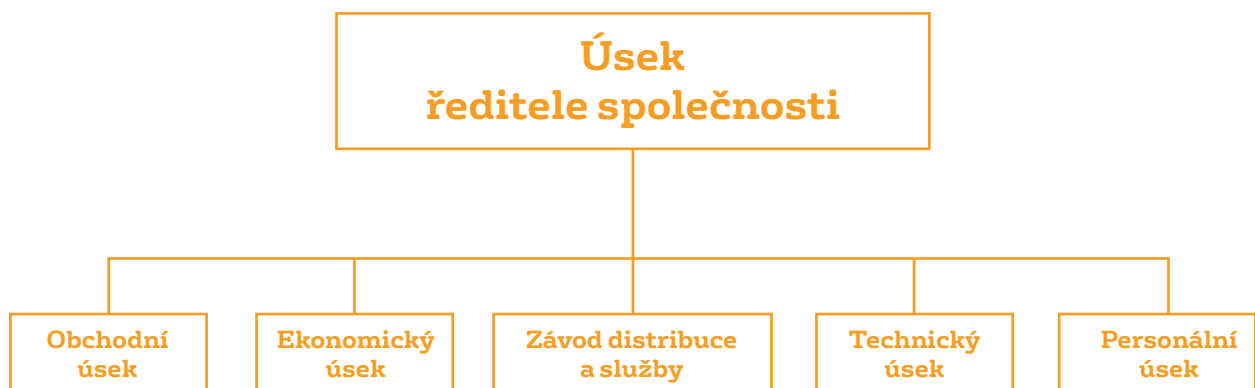 Úsek
ředitele společnosti
Obchodní
úsek
Ekonomický
úsek
Závod distribuce
a služby
Technický
úsek
Personální
úsek